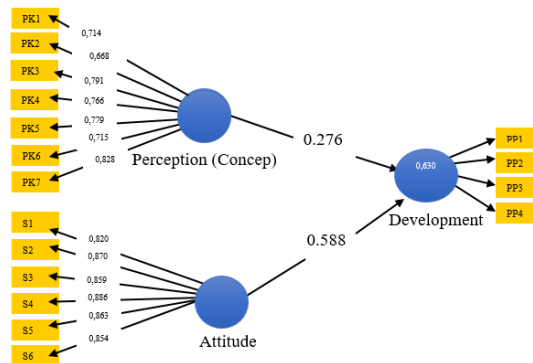 PK1
0,714
PK2
0,668
PK3
0,791
PK4
0,766
PK5
0,779
PK6
0,715
PK7
0,828
Perception (Concep)
0.276
0,630
PP1
PP2
PP3
PP4
Development
0.588
S1
0,820
S2
0,870
S3
0,859
S4
0,886
S5
0,863
S6
0,854
Attitude